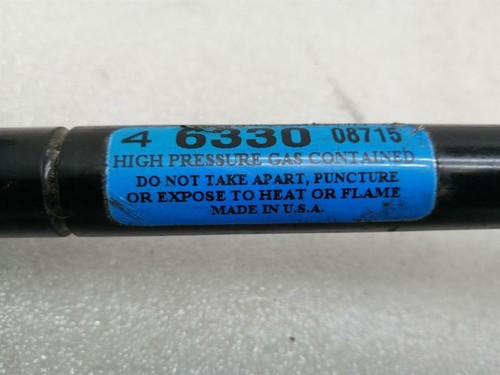 4 6330 08715
HIGH PRESSURE GAS CONTAINED
DO NOT TAKE APART, PUNCTURE
OR EXPOSE TO HEAT OR FLAME
MADE IN U.S.A.